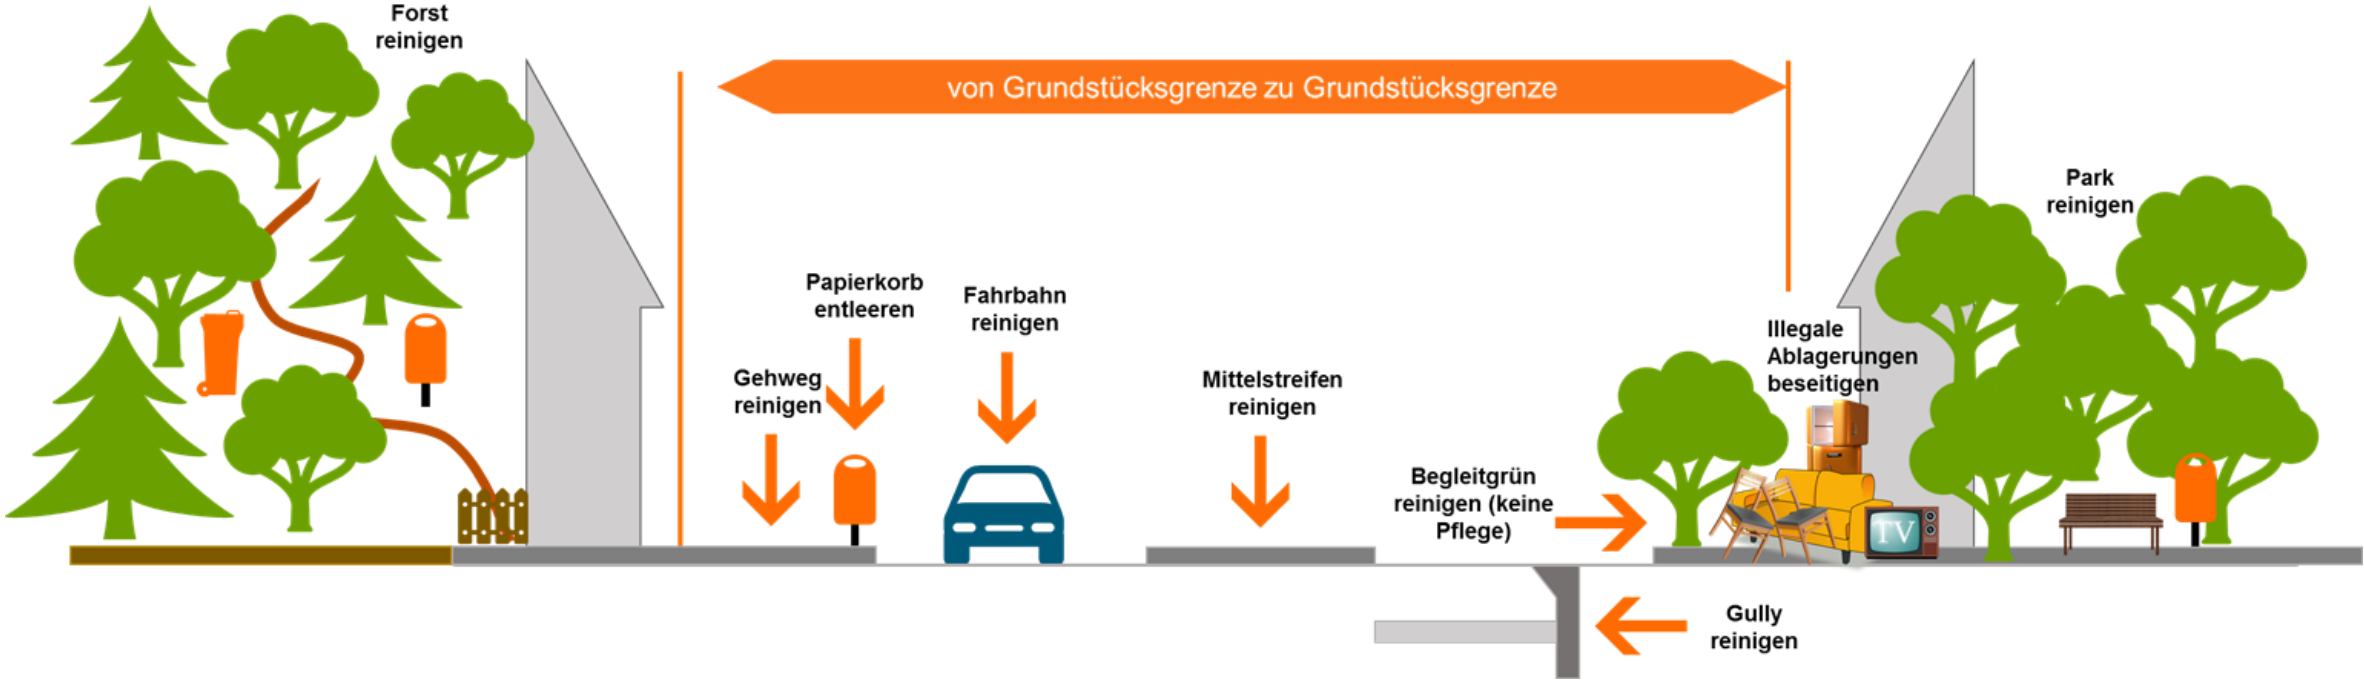 Forst
reinigen
von Grundstücksgrenze zu Grundstücksgrenze
Park
reinigen
Papierkorb
entleeren
Fahrbahn
reinigen
Gehweg
reinigen
Mittelstreifen
reinigen
Illegale
Ablagerungen
beseitigen
Begleitgrün
reinigen (keine
Pflege)
TV
Gully
reinigen